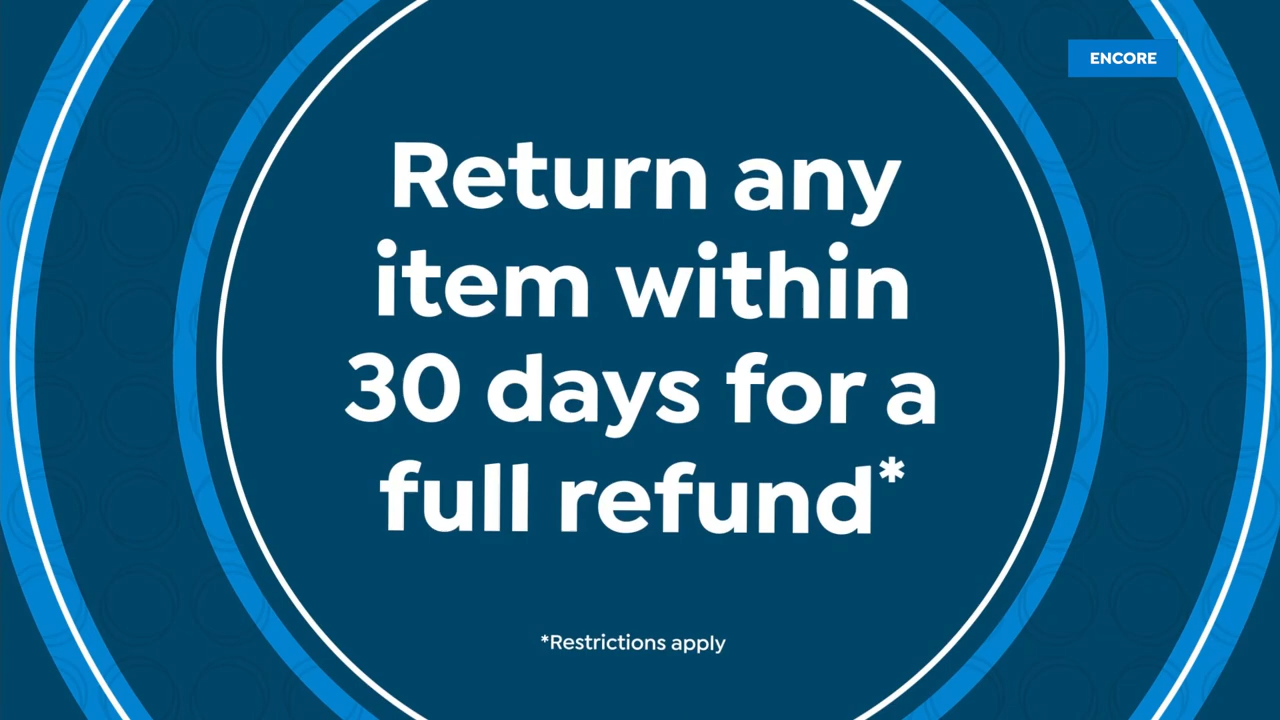 ENCORE
Return any
item within
30 days for a
full refund*
*Restrictions apply